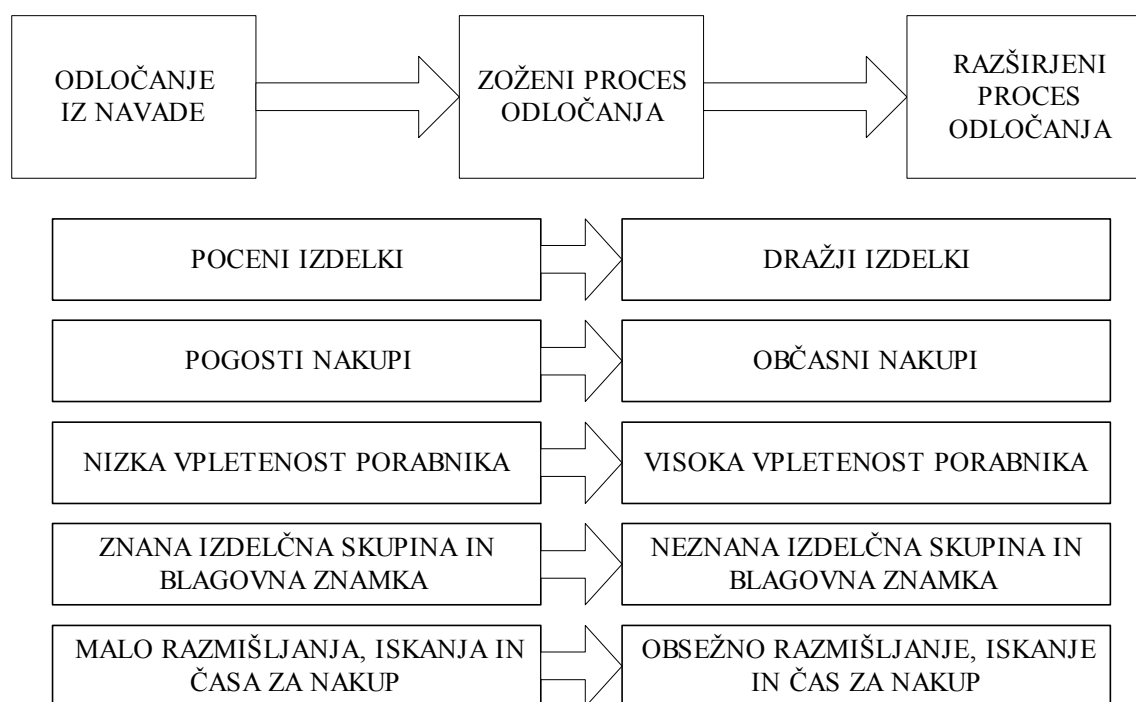 ODLOČANJE
IZ NAVADE
ZOŽENI PROCES
ODLOČANJA
RAZŠIRJENI
PROCES
ODLOČANJA
POCENI IZDELKI
DRAŽJI IZDELKI
POGOSTI NAKUPI
OBČASNI NAKUPI
NIZKA VPLETENOST PORABNIKA
VISOKA VPLETENOST PORABNIKA
ZNANA IZDELČNA SKUPINA IN
BLAGOVNA ZNAMKA
NEZNANA IZDELČNA SKUPINA IN
BLAGOVNA ZNAMKA
MALO RAZMIŠLJANJA, ISKANJA IN
ČASA ZA NAKUP
OBSEŽNO RAZMIŠLJANJE, ISKANJE
IN ČAS ZA NAKUP